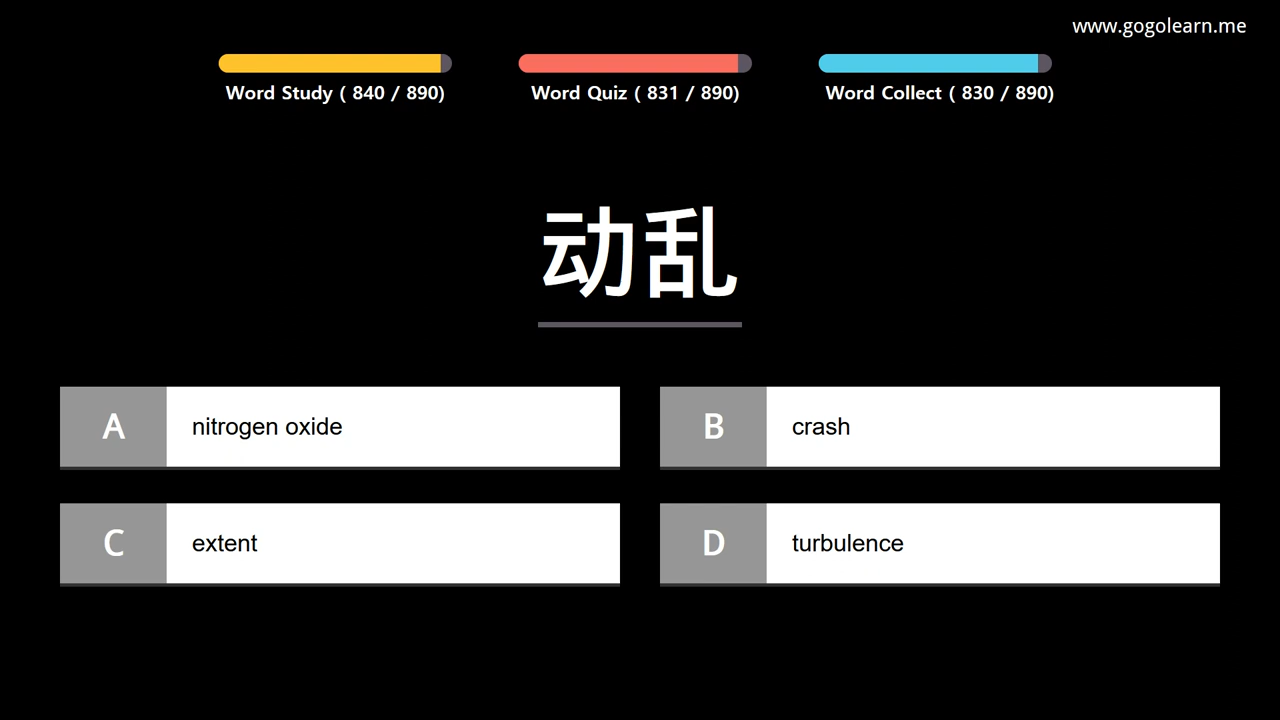 www.gogolearn.me
Word Study ( 840 / 890)
Word Quiz ( 831 / 890)
Word Collect ( 830 / 890)
动乱
A nitrogen oxide
B crash
C extent
D turbulence